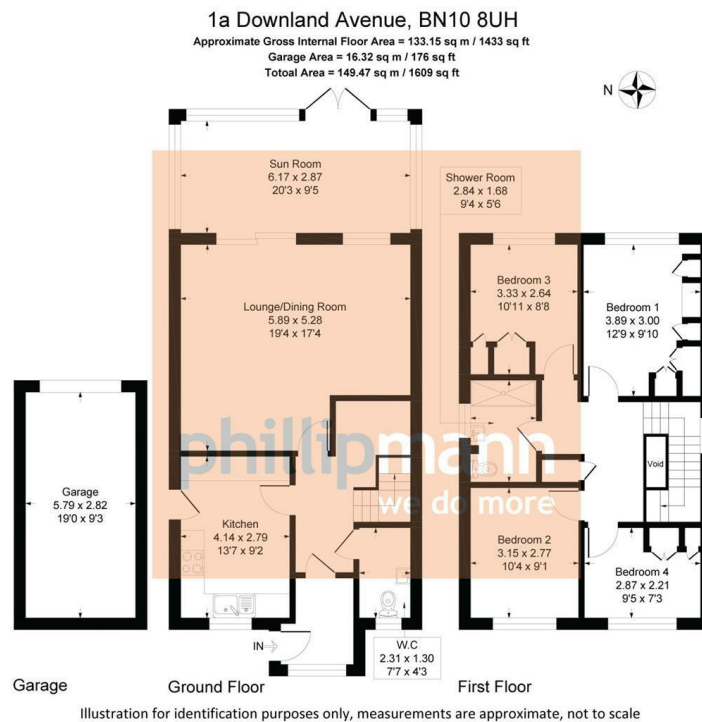 1a Downland Avenue, BN10 8UH
Approximate Gross Internal Floor Area = 133.15 sq m / 1433 sq ft
Garage Area = 16.32 sq m / 176 sq ft
Totoal Area = 149.47 sq m / 1609 sq ft
N
Sun Room
6.17 x 2.87
20'3 x 9'5
Shower Room
2.84 x 1.68
9'4 x 5'6
Lounge/Dining Room
5.89 x 5.28
19'4 x 17'4
Bedroom 3
3.33 x 2.64
10'11 x 8'8
Bedroom 1
3.89 x 3.00
12'9 x 9'10
phillipmann
we do more
Void
Garage
5.79 x 2.82
19'0 x 9'3
Kitchen
4.14 x 2.79
13'7 x 9'2
Bedroom 2
3.15 x 2.77
10'4 x 9'1
Bedroom 4
2.87 x 2.21
9'5 x 7'3
IN
W.C
2.31 x 1.30
7'7 x 4'3
Garage
Ground Floor
First Floor
Illustration for identification purposes only, measurements are approximate, not to scale